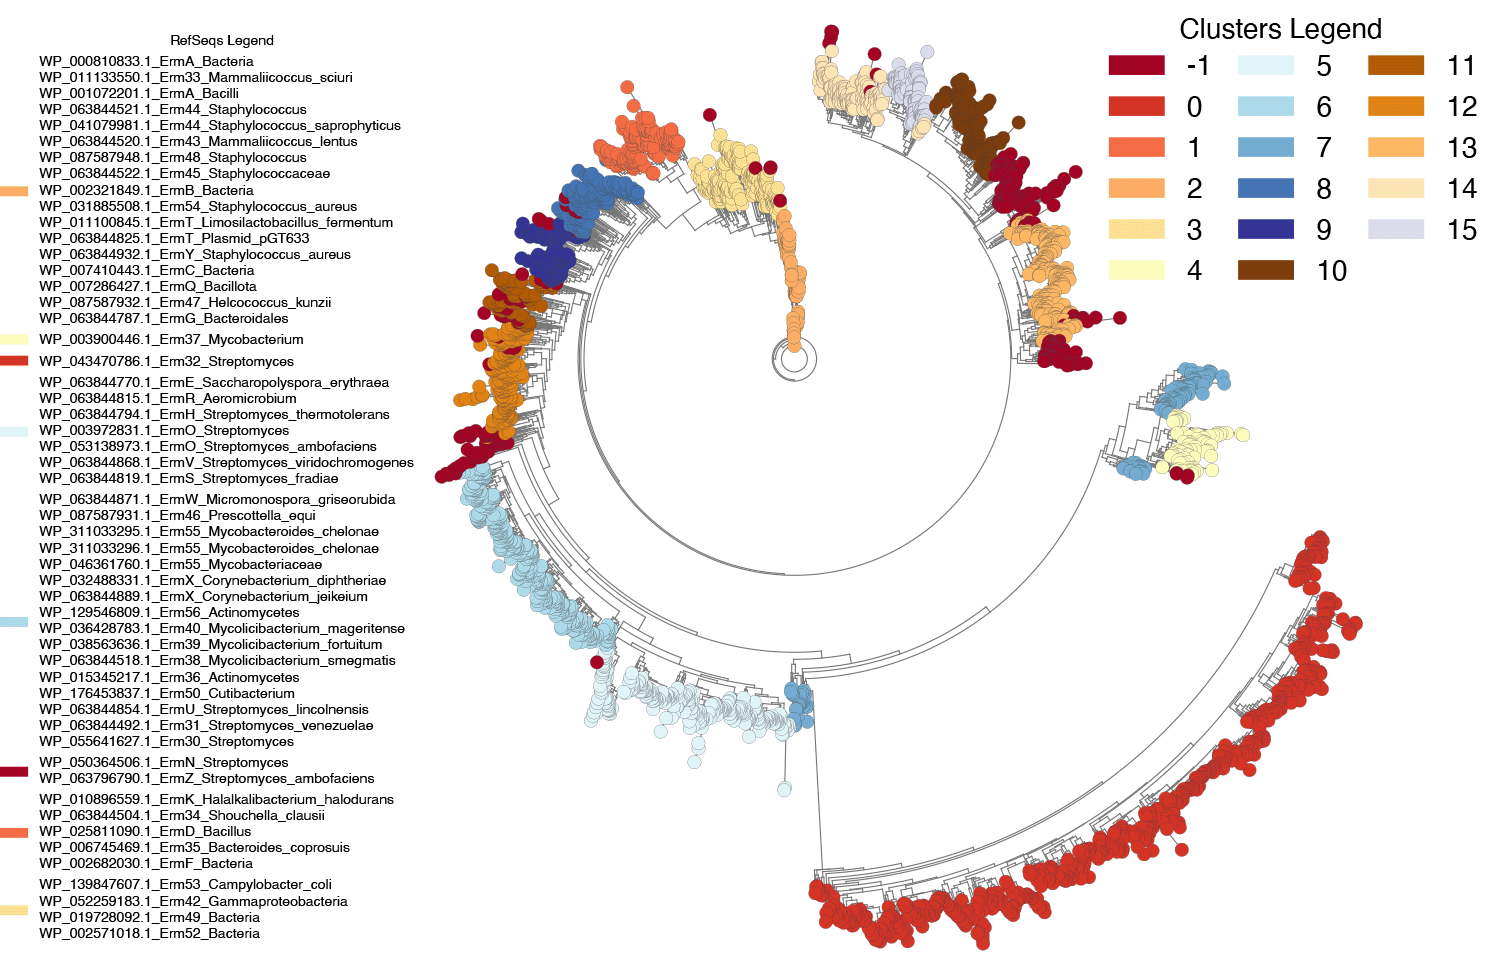 RefSeqs Legend
WP_000810833.1_ErmA_Bacteria
WP_011133550.1_Erm33_Mammaliicoccus_sciuri
WP_001072201.1_ErmA_Bacilli
WP_063844521.1_Erm44_Staphylococcus
WP_041079981.1_Erm44_Staphylococcus_saprophyticus
WP_063844520.1_Erm43_Mammaliicoccus_lentus
WP_087587948.1_Erm48_Staphylococcus
WP_063844522.1_Erm45_Staphylococcaceae
WP_002321849.1_ErmB_Bacteria
WP_031885508.1_Erm54_Staphylococcus_aureus
WP_011100845.1_ErmT_Limosilactobacillus_fermentum
WP_063844825.1_ErmT_Plasmid_pGT633
WP_063844932.1_ErmY_Staphylococcus_aureus
WP_007410443.1_ErmC_Bacteria
WP_007286427.1_ErmQ_Bacillota
WP_087587932.1_Erm47_Helcococcus_kunzii
WP_063844787.1_ErmG_Bacteroidales
WP_003900446.1_Erm37_Mycobacterium
WP_043470786.1_Erm32_Streptomyces
WP_063844770.1_ErmE_Saccharopolyspora_erythraea
WP_063844815.1_ErmR_Aeromicrobium
WP_063844794.1_ErmH_Streptomyces_thermotolerans
WP_003972831.1_ErmO_Streptomyces
WP_053138973.1_ErmO_Streptomyces_ambofaciens
WP_063844868.1_ErmV_Streptomyces_viridochromogenes
WP_063844819.1_ErmS_Streptomyces_fradiae
WP_063844871.1_ErmW_Micromonospora_griseorubida
WP_087587931.1_Erm46_Prescottella_equi
WP_311033295.1_Erm55_Mycobacteroides_chelonae
WP_311033296.1_Erm55_Mycobacteroides_chelonae
WP_046361760.1_Erm55_Mycobacteriaceae
WP_032488331.1_ErmX_Corynebacterium_diphtheriae
WP_063844889.1_ErmX_Corynebacterium_jeikeium
WP_129546809.1_Erm56_Actinomycetes
WP_036428783.1_Erm40_Mycolicibacterium_mageritense
WP_038563636.1_Erm39_Mycolicibacterium_fortuitum
WP_063844518.1_Erm38_Mycolicibacterium_smegmatis
WP_015345217.1_Erm36_Actinomycetes
WP_176453837.1_Erm50_Cutibacterium
WP_063844854.1_ErmU_Streptomyces_lincolnensis
WP_063844492.1_Erm31_Streptomyces_venezuelae
WP_055641627.1_Erm30_Streptomyces
WP_050364506.1_ErmN_Streptomyces
WP_063796790.1_ErmZ_Streptomyces_ambofaciens
WP_010896559.1_ErmK_Halalkalibacterium_halodurans
WP_063844504.1_Erm34_Shouchella_clausii
WP_025811090.1_ErmD_Bacillus
WP_006745469.1_Erm35_Bacteroides_coprosuis
WP_002682030.1_ErmF_Bacteria
WP_139847607.1_Erm53_Campylobacter_coli
WP_052259183.1_Erm42_Gammaproteobacteria
WP_019728092.1_Erm49_Bacteria
WP_002571018.1_Erm52_Bacteria
Clusters Legend
-1 5 11
0 6 12
1 7 13
2 8 14
3 9 15
4 10